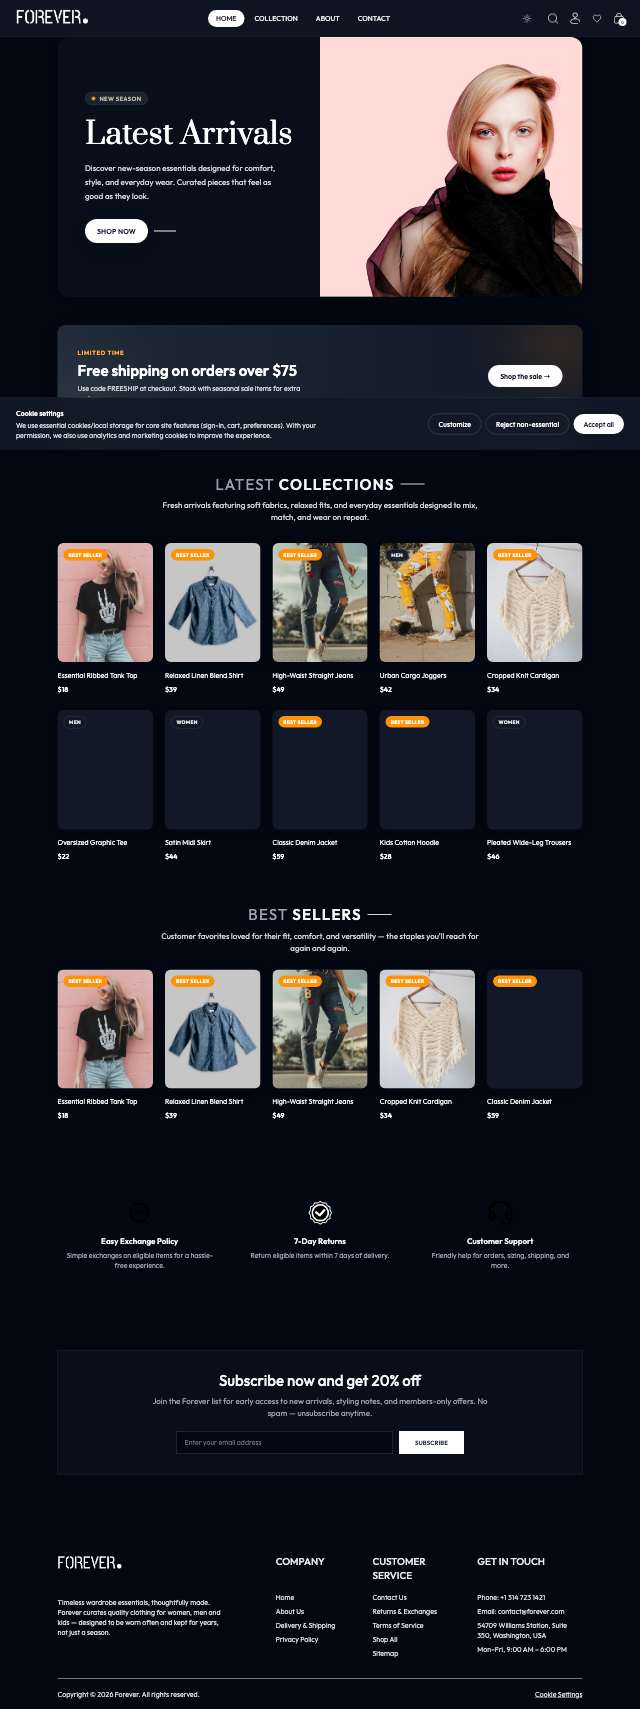 FOREVER.
HOME COLLECTION ABOUT CONTACT
0
NEW SEASON
Latest Arrivals
Discover new-season essentials designed for comfort,
style, and everyday wear. Curated pieces that feel as
good as they look.
SHOP NOW
LIMITED TIME
Free shipping on orders over $75
Use code FREESHIP at checkout. Stack with seasonal sale items for extra
Shop the sale →
Cookie settings
We use essential cookies/local storage for core site features (sign-in, cart, preferences). With your
permission, we also use analytics and marketing cookies to improve the experience.
Customize
Reject non-essential
Accept all
LATEST COLLECTIONS
Fresh arrivals featuring soft fabrics, relaxed fits, and everyday essentials designed to mix,
match, and wear on repeat.
BEST SELLER BEST SELLER BEST SELLER MEN BEST SELLER
Essential Ribbed Tank Top Relaxed Linen Blend Shirt High-Waist Straight Jeans Urban Cargo Joggers Cropped Knit Cardigan
$18 $39 $49 $42 $34
MEN WOMEN BEST SELLER BEST SELLER WOMEN
Oversized Graphic Tee Satin Midi Skirt Classic Denim Jacket Kids Cotton Hoodie Pleated Wide-Leg Trousers
$22 $44 $59 $28 $46
BEST SELLERS
Customer favorites loved for their fit, comfort, and versatility — the staples you'll reach for
again and again.
BEST SELLER BEST SELLER BEST SELLER BEST SELLER BEST SELLER
Essential Ribbed Tank Top Relaxed Linen Blend Shirt High-Waist Straight Jeans Cropped Knit Cardigan Classic Denim Jacket
$18 $39 $49 $34 $59
Easy Exchange Policy
Simple exchanges on eligible items for a hassle-
free experience.
7-Day Returns
Return eligible items within 7 days of delivery.
Customer Support
Friendly help for orders, sizing, shipping, and
more.
Subscribe now and get 20% off
Join the Forever list for early access to new arrivals, styling notes, and members-only offers. No
spam — unsubscribe anytime.
Enter your email address
SUBSCRIBE
FOREVER.
Timeless wardrobe essentials, thoughtfully made.
Forever curates quality clothing for women, men and
kids — designed to be worn often and kept for years,
not just a season.
COMPANY
Home
About Us
Delivery & Shipping
Privacy Policy
CUSTOMER
SERVICE
Contact Us
Returns & Exchanges
Terms of Service
Shop All
Sitemap
GET IN TOUCH
Phone: +1 314 723 1421
Email: contact@forever.com
54709 Williams Station, Suite
350, Washington, USA
Mon–Fri, 9:00 AM – 6:00 PM
Copyright © 2026 Forever. All rights reserved.
Cookie Settings